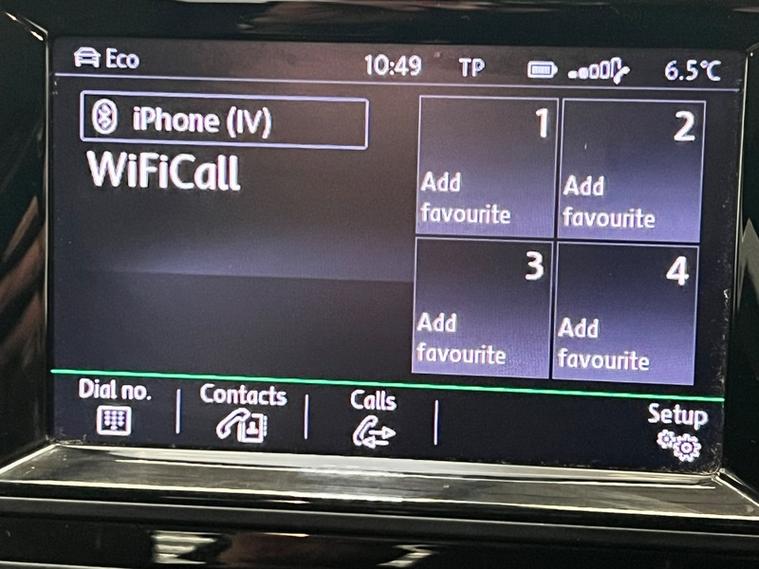 Eco 10:49 TP 6.5°C
iPhone (IV)
WiFiCall
1 2
Add favourite
Add favourite
3 4
Add favourite
Add favourite
Dial no. Contacts Calls Setup